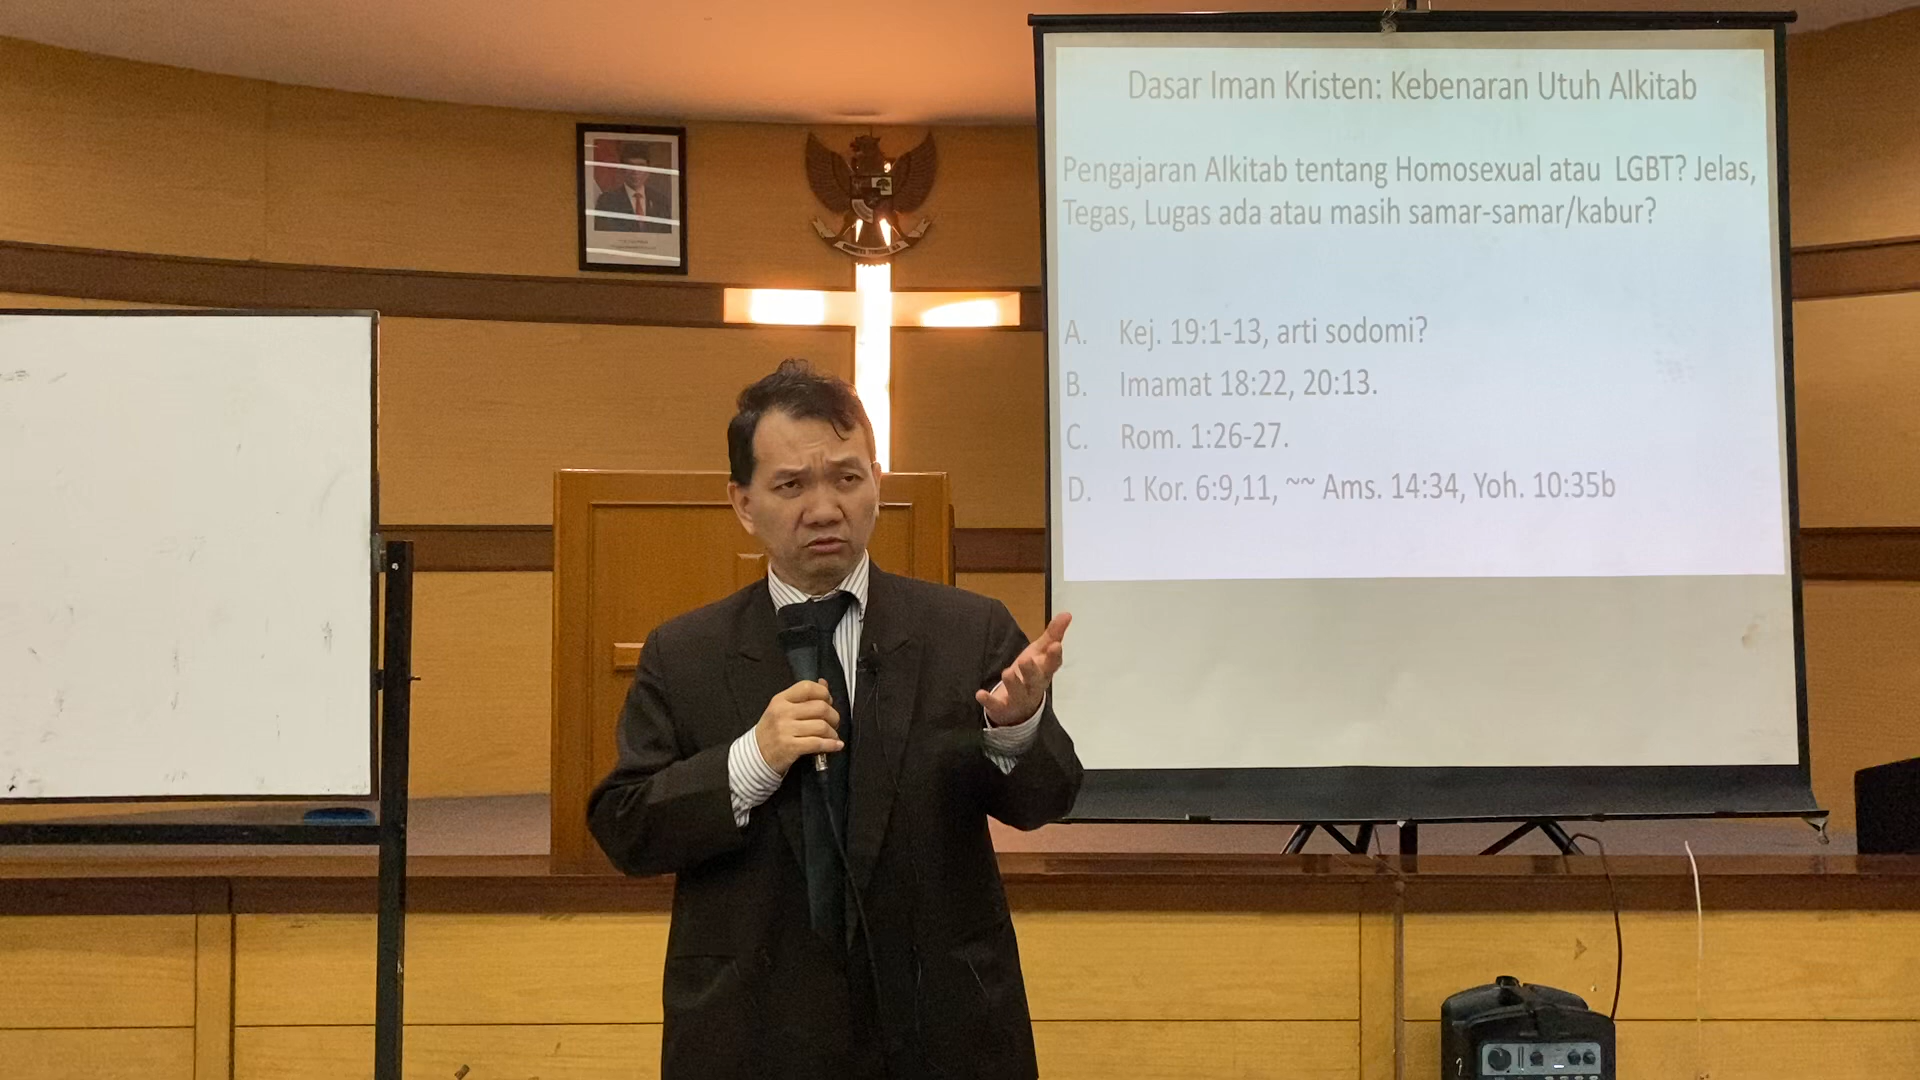 Dasar Iman Kristen: Kebenaran Utuh Alkitab
Pengajaran Alkitab tentang Homosexual atau LGBT? Jelas,
Tegas, Lugas ada atau masih samar-samar/kabur?
A. Kej. 19:1-13, arti sodomi?
B. Imamat 18:22, 20:13.
C. Rom. 1:26-27.
D. 1 Kor. 6:9,11, ~~ Ams. 14:34, Yoh. 10:35b